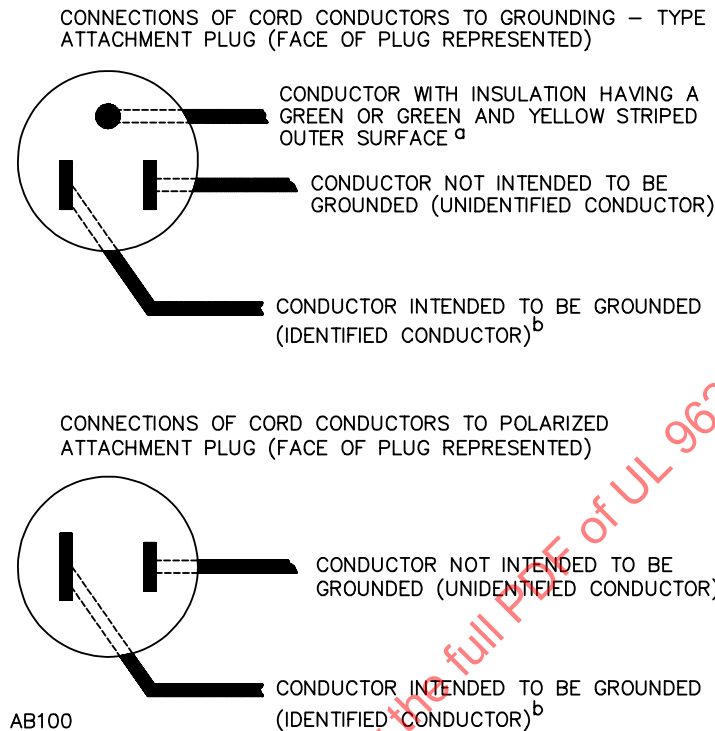 CONNECTIONS OF CORD CONDUCTORS TO GROUNDING – TYPE
ATTACHMENT PLUG (FACE OF PLUG REPRESENTED)
CONDUCTOR WITH INSULATION HAVING A
GREEN OR GREEN AND YELLOW STRIPED
OUTER SURFACE a
CONDUCTOR NOT INTENDED TO BE
GROUNDED (UNIDENTIFIED CONDUCTOR)
CONDUCTOR INTENDED TO BE GROUNDED
(IDENTIFIED CONDUCTOR) b
CONNECTIONS OF CORD CONDUCTORS TO POLARIZED
ATTACHMENT PLUG (FACE OF PLUG REPRESENTED)
CONDUCTOR NOT INTENDED TO BE
GROUNDED (UNIDENTIFIED CONDUCTOR)
CONDUCTOR INTENDED TO BE GROUNDED
(IDENTIFIED CONDUCTOR) b
AB100
the full PDF of UL